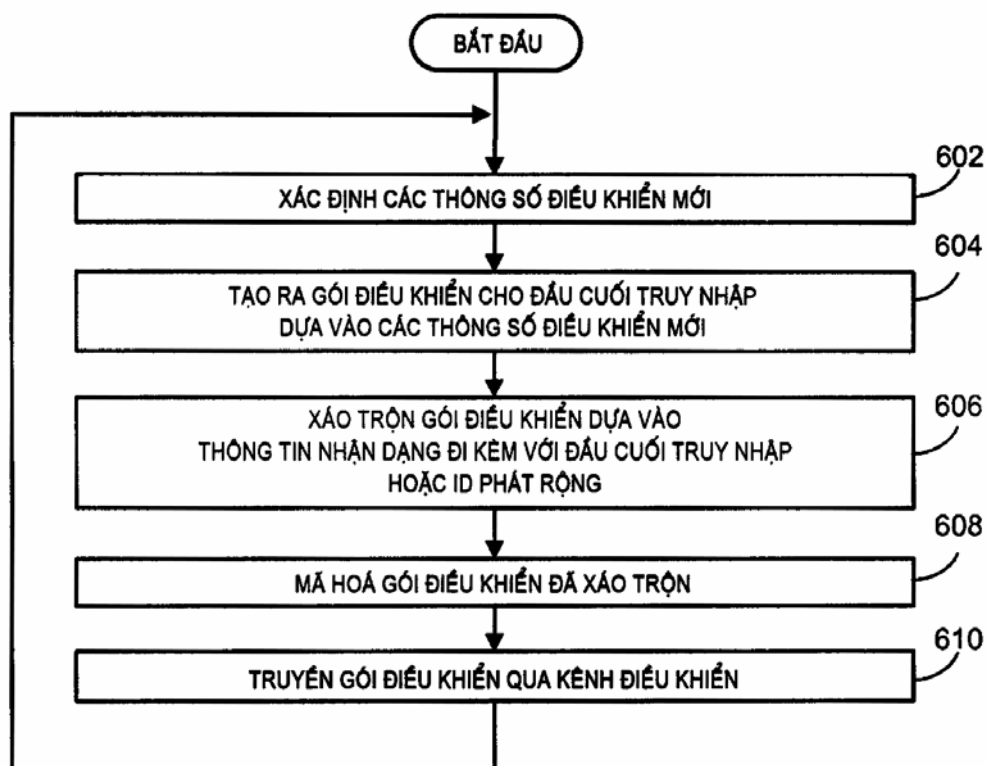 BẮT ĐẦU
602
XÁC ĐỊNH CÁC THÔNG SỐ ĐIỀU KHIỂN MỚI
604
TẠO RA GÓI ĐIỀU KHIỂN CHO ĐẦU CUỐI TRUY NHẬP
DỰA VÀO CÁC THÔNG SỐ ĐIỀU KHIỂN MỚI
606
XÁO TRỘN GÓI ĐIỀU KHIỂN DỰA VÀO
THÔNG TIN NHẬN DẠNG ĐI KÈM VỚI ĐẦU CUỐI TRUY NHẬP
HOẶC ID PHÁT RỘNG
608
MÃ HOÁ GÓI ĐIỀU KHIỂN ĐÃ XÁO TRỘN
610
TRUYỀN GÓI ĐIỀU KHIỂN QUA KÊNH ĐIỀU KHIỂN